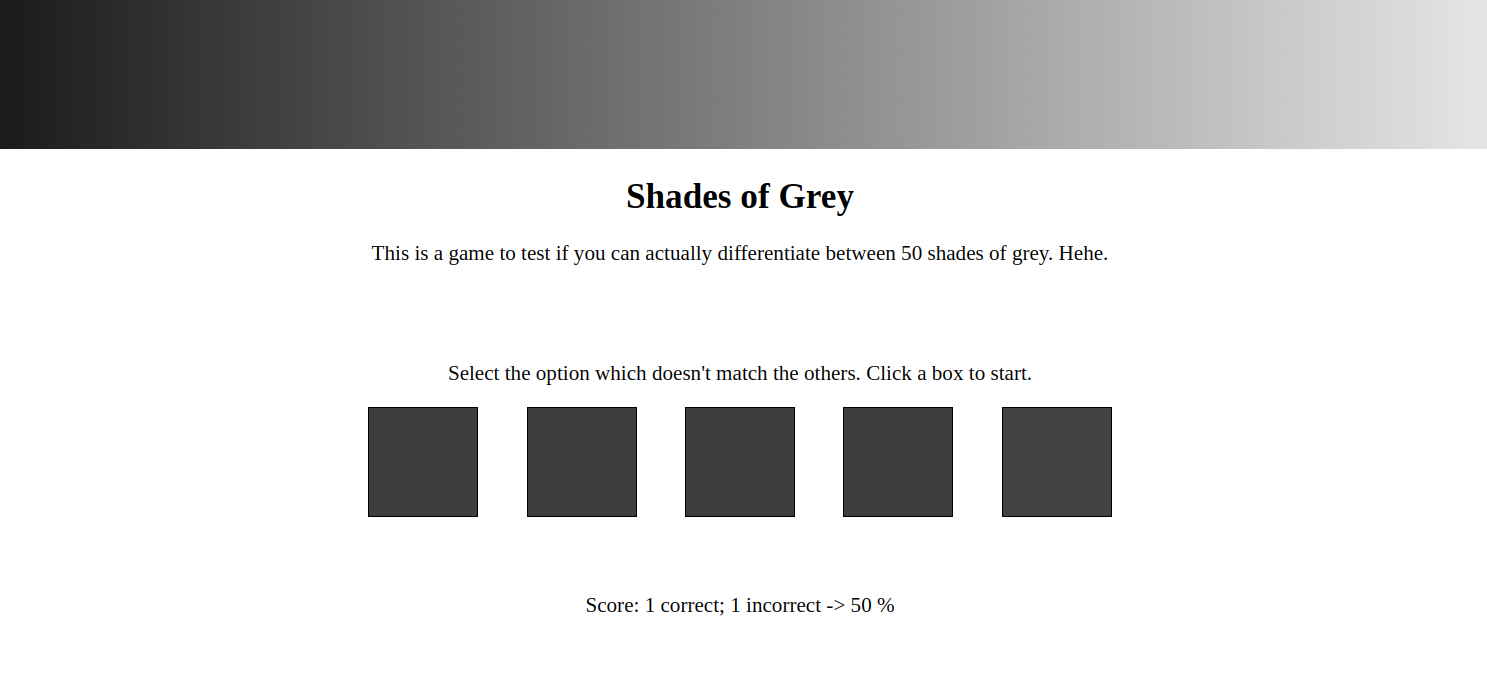 Shades of Grey
This is a game to test if you can actually differentiate between 50 shades of grey. Hehe.
Select the option which doesn't match the others. Click a box to start.
Score: 1 correct; 1 incorrect -> 50 %